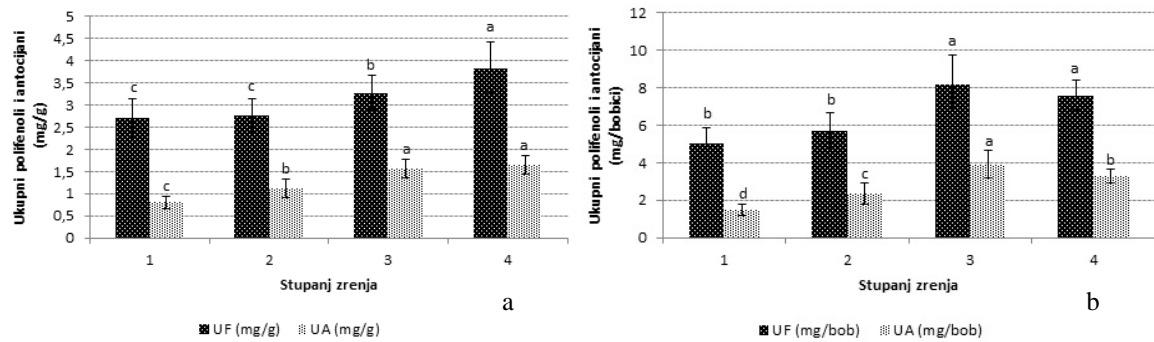 Ukupni polifenoli i antocijani
(mg/g)
5
4,5
4
3,5
3
2,5
2
1,5
1
0,5
0
c
c
c
b
b
a
a
a
1
2
3
4
Stupanj zrenja
a
UF (mg/g)
UA (mg/g)
Ukupni polifenoli i antocijani
(mg/bobici)
12
10
8
6
4
2
0
b
d
b
c
a
a
a
b
1
2
3
4
Stupanj zrenja
b
UF (mg/bob)
UA (mg/bob)